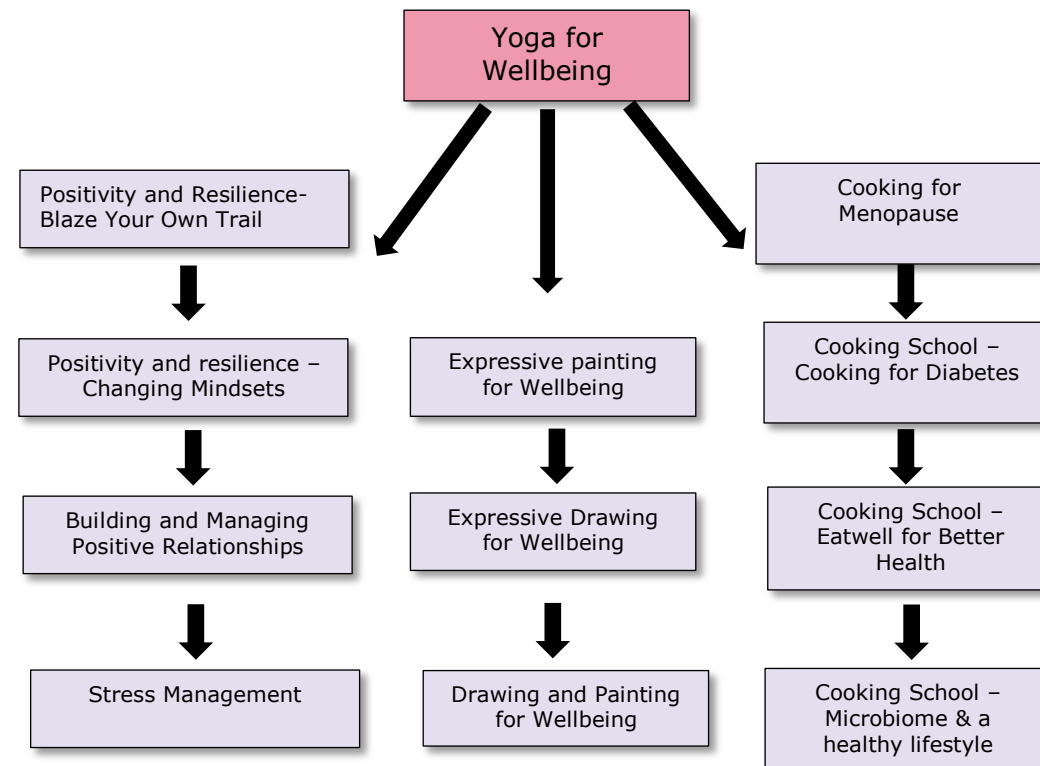 Yoga for
Wellbeing
Positivity and Resilience-
Blaze Your Own Trail
Positivity and resilience –
Changing Mindsets
Building and Managing
Positive Relationships
Stress Management
Expressive painting
for Wellbeing
Expressive Drawing
for Wellbeing
Drawing and Painting
for Wellbeing
Cooking for
Menopause
Cooking School –
Cooking for Diabetes
Cooking School –
Eatwell for Better
Health
Cooking School –
Microbiome & a
healthy lifestyle